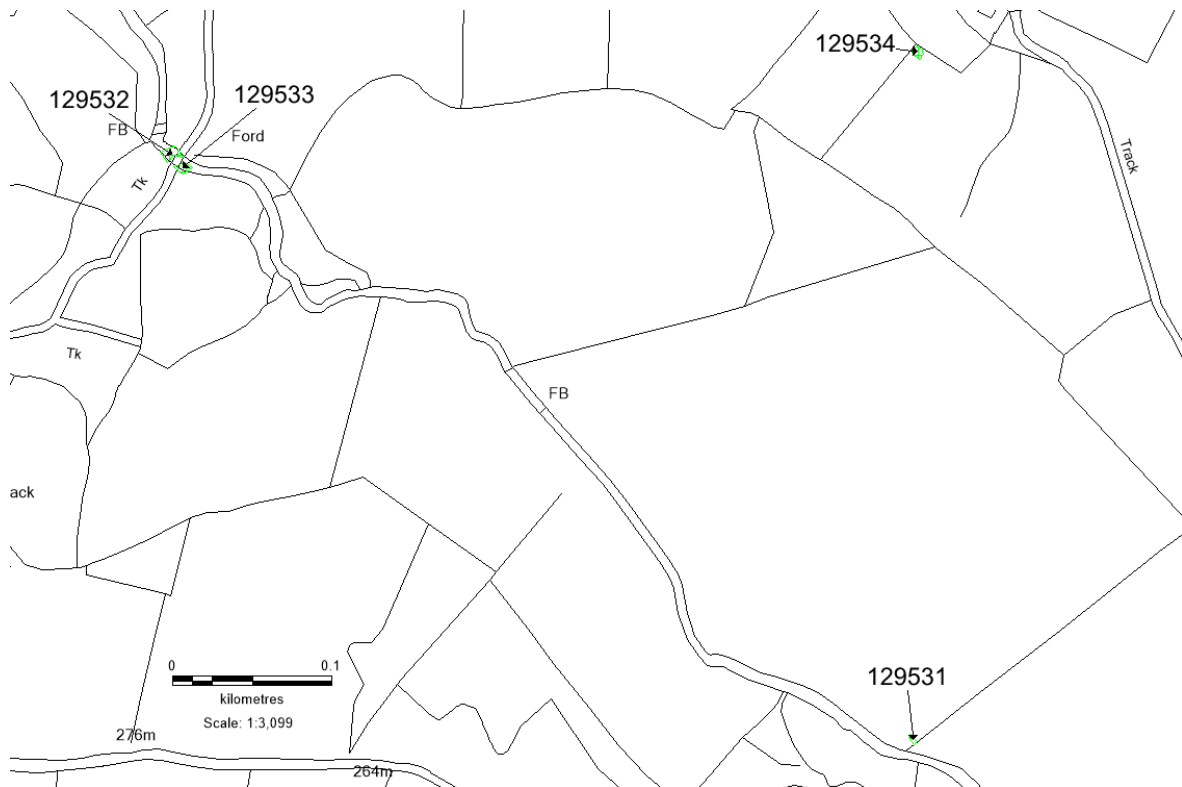 129534
129532
129533
FB
Ford
Track
Tk
Tk
FB
ack
0
0.1
kilometres
Scale: 1:3,099
129531
276m
264m